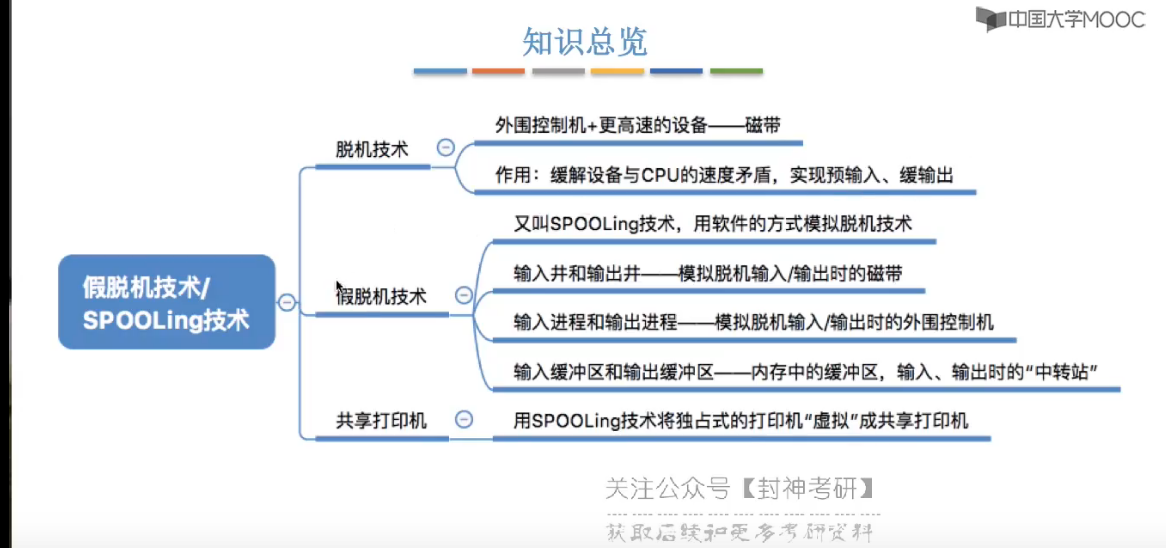 中国大学MOOC
知识总览
外围控制机+更高速的设备——磁带
脱机技术
作用：缓解设备与CPU的速度矛盾，实现预输入、缓输出
又叫SPOOLing技术，用软件的方式模拟脱机技术
输入井和输出井——模拟脱机输入/输出时的磁带
假脱机技术/
SPOOLing技术
假脱机技术
输入进程和输出进程——模拟脱机输入/输出时的外围控制机
输入缓冲区和输出缓冲区——内存中的缓冲区，输入、输出时的“中转站”
共享打印机
用SPOOLing技术将独占式的打印机“虚拟”成共享打印机
关注公众号【封神考研】
获取后续和更多考研资料